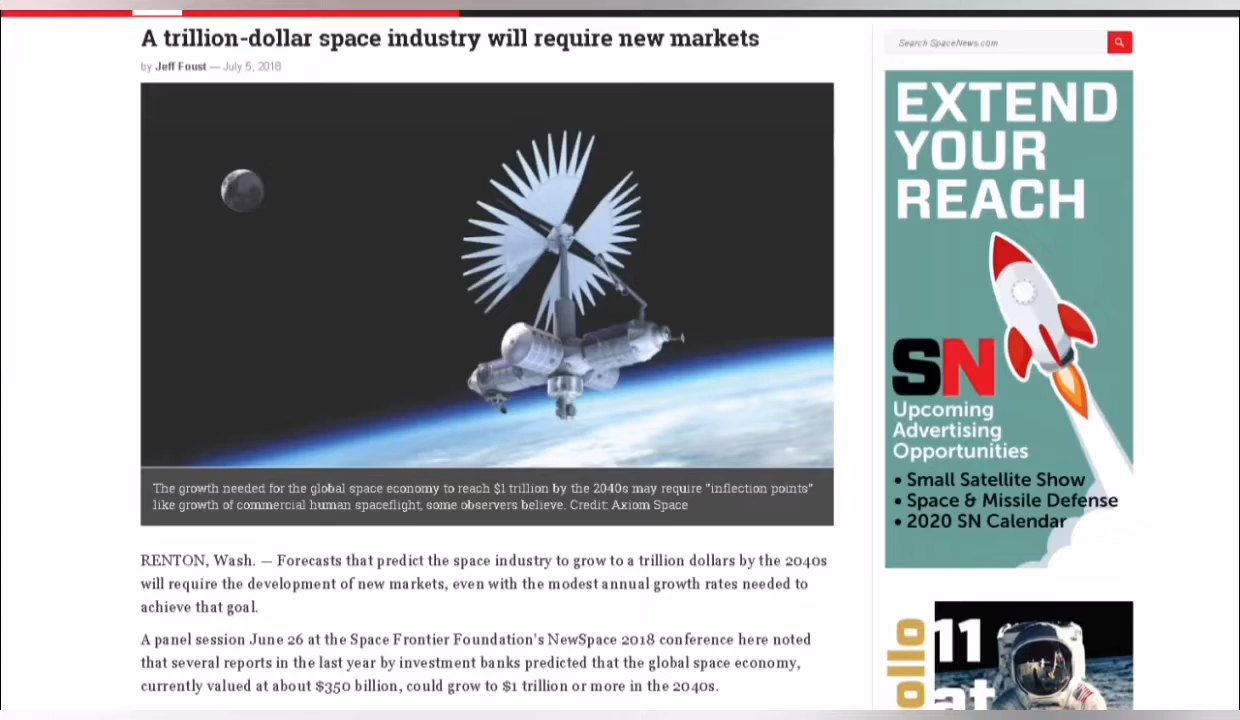 A trillion-dollar space industry will require new markets
by Jeff Foust — July 5, 2018
The growth needed for the global space economy to reach $1 trillion by the 2040s may require "inflection points"
like growth of commercial human spaceflight, some observers believe. Credit: Axiom Space
RENTON, Wash. — Forecasts that predict the space industry to grow to a trillion dollars by the 2040s
will require the development of new markets, even with the modest annual growth rates needed to
achieve that goal.
A panel session June 26 at the Space Frontier Foundation's NewSpace 2018 conference here noted
that several reports in the last year by investment banks predicted that the global space economy,
currently valued at about $350 billion, could grow to $1 trillion or more in the 2040s.
Search SpaceNews.com
EXTEND
YOUR
REACH
SN
Upcoming
Advertising
Opportunities
• Small Satellite Show
• Space & Missile Defense
• 2020 SN Calendar
ollo
11
at